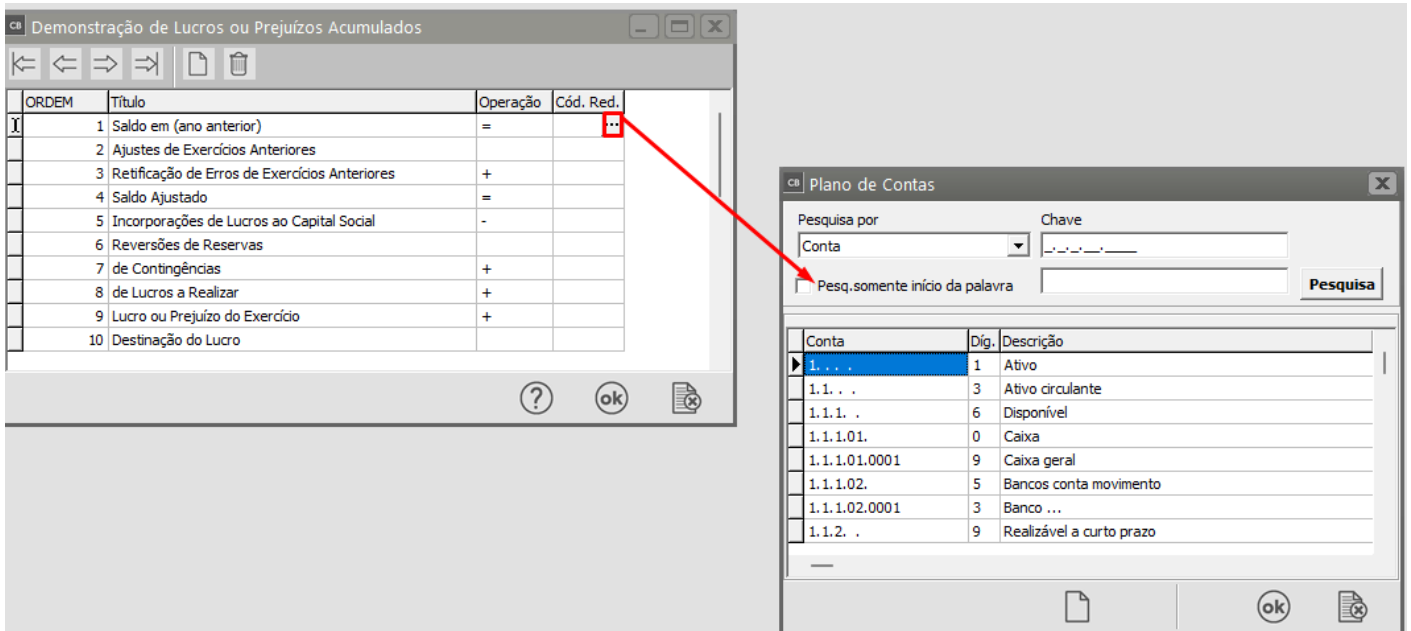 CB Demonstração de Lucros ou Prejuízos Acumulados
ORDEM Título Operação Cód. Red.
1 Saldo em (ano anterior) = ...
2 Ajustes de Exercícios Anteriores
3 Retificação de Erros de Exercícios Anteriores +
4 Saldo Ajustado =
5 Incorporações de Lucros ao Capital Social -
6 Reversões de Reservas
7 de Contingências +
8 de Lucros a Realizar +
9 Lucro ou Prejuízo do Exercício +
10 Destinação do Lucro
? ok
CB Plano de Contas
Pesquisa por Chave
Conta _._._.__.____
Pesq.somente início da palavra Pesquisa
Conta Díg. Descrição
1. . . . 1 Ativo
1.1. . . 3 Ativo circulante
1.1.1. . 6 Disponível
1.1.1.01. 0 Caixa
1.1.1.01.0001 9 Caixa geral
1.1.1.02. 5 Bancos conta movimento
1.1.1.02.0001 3 Banco ...
1.1.2. . 9 Realizável a curto prazo
ok